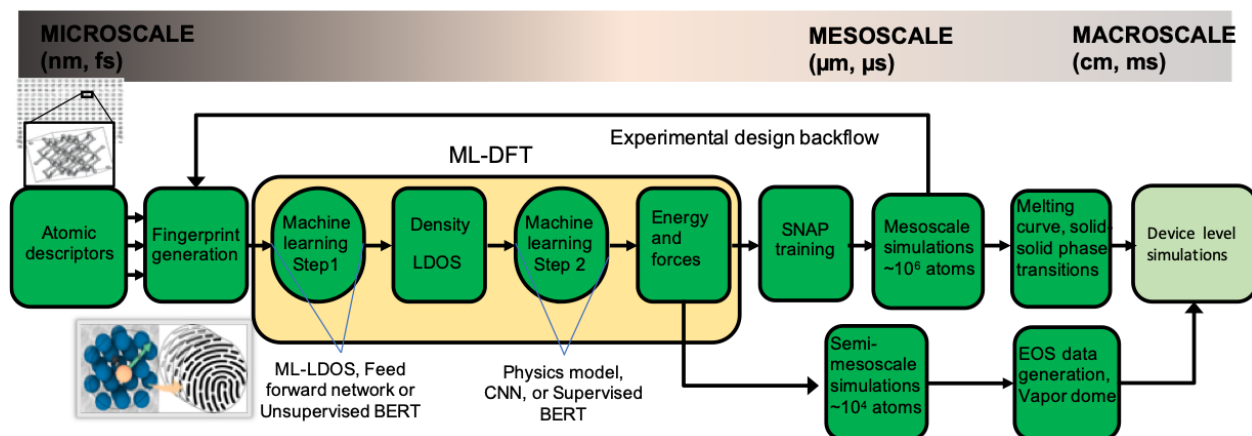 MICROSCALE
(nm, fs)
MESOSCALE
(µm, µs)
MACROSCALE
(cm, ms)
Experimental design backflow
ML-DFT
Atomic
descriptors
Fingerprint
generation
Machine
learning
Step1
Density
LDOS
Machine
learning
Step 2
Energy
and
forces
SNAP
training
Mesoscale
simulations
~10⁶ atoms
Melting
curve, solid-
solid phase
transitions
Device level
simulations
ML-LDOS, Feed
forward network or
Unsupervised BERT
Physics model,
CNN, or Supervised
BERT
Semi-
mesoscale
simulations
~10⁴ atoms
EOS data
generation,
Vapor dome